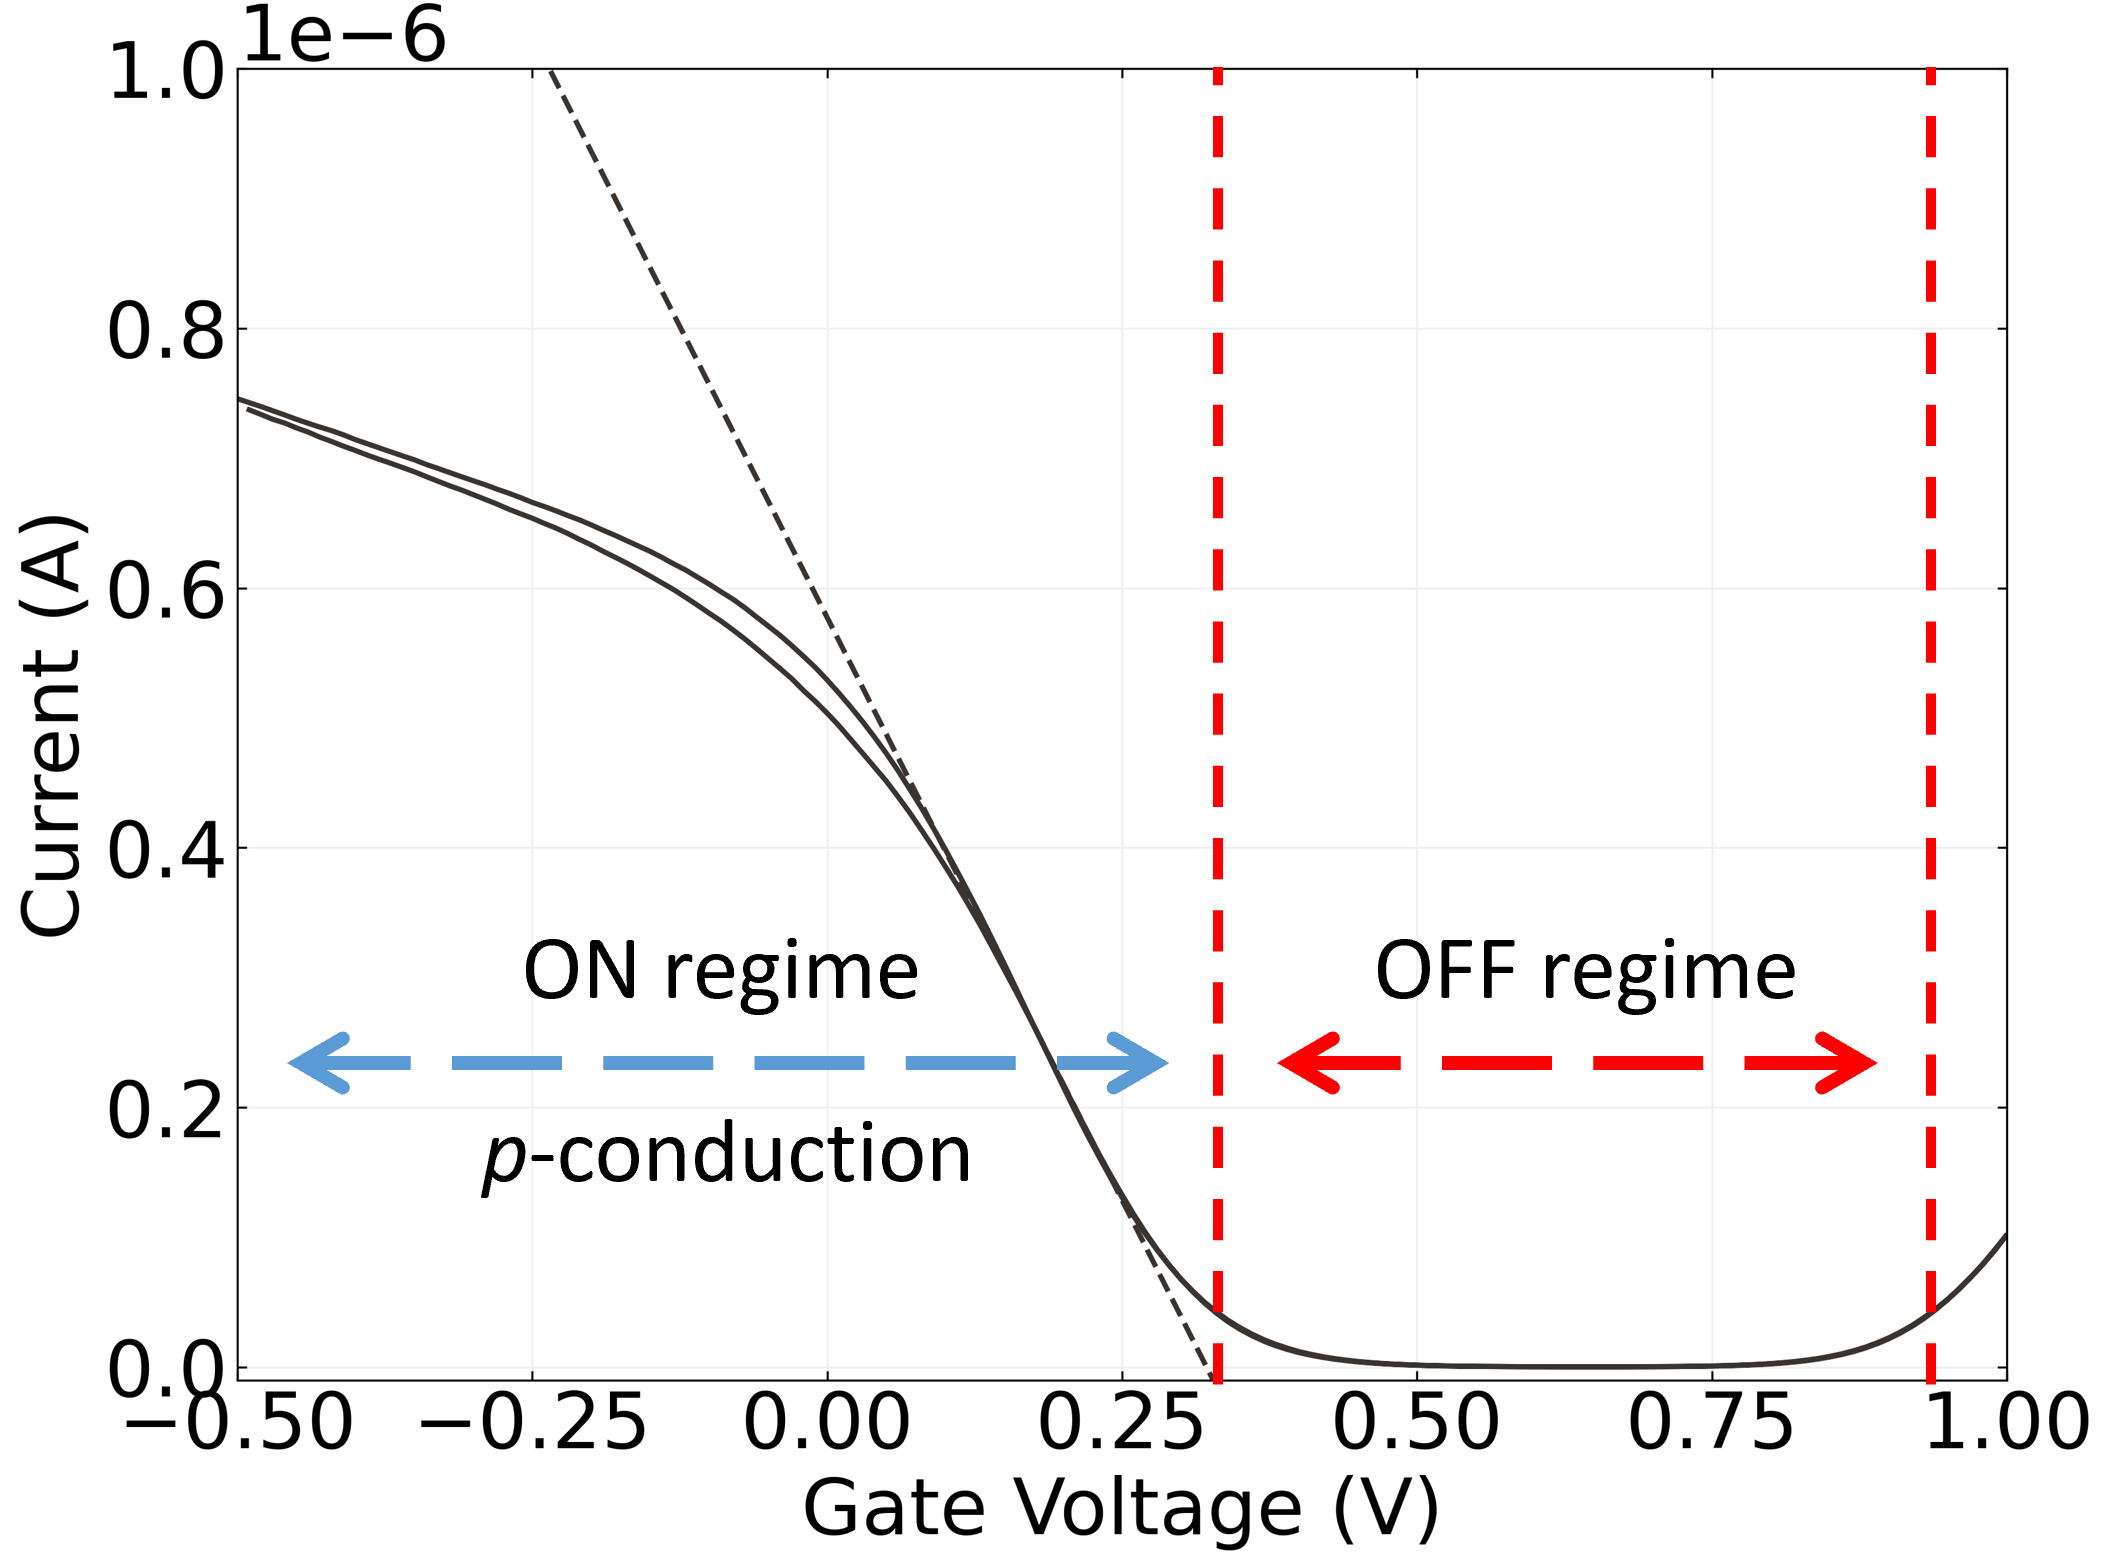 1e−6
1.0
0.8
0.6
0.4
0.2
0.0
Current (A)
ON regime
p-conduction
OFF regime
−0.50 −0.25 0.00 0.25 0.50 0.75 1.00
Gate Voltage (V)